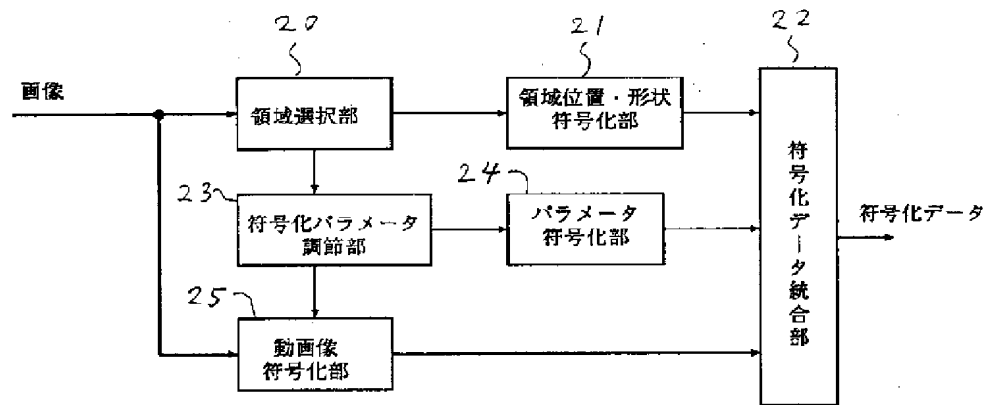 20
21
22
画像
領域選択部
領域位置・形状
符号化部
23
24
符号化パラメータ
調節部
パラメータ
符号化部
符号化データ統合部
符号化データ
25
動画像
符号化部